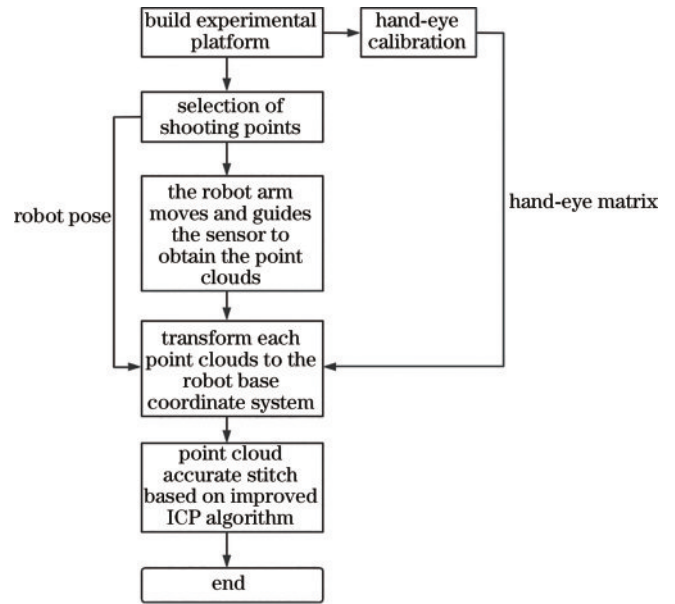 build experimental
platform
hand-eye
calibration
selection of
shooting points
robot pose
the robot arm
moves and guides
the sensor to
obtain the point
clouds
hand-eye matrix
transform each
point clouds to the
robot base
coordinate system
point cloud
accurate stitch
based on improved
ICP algorithm
end